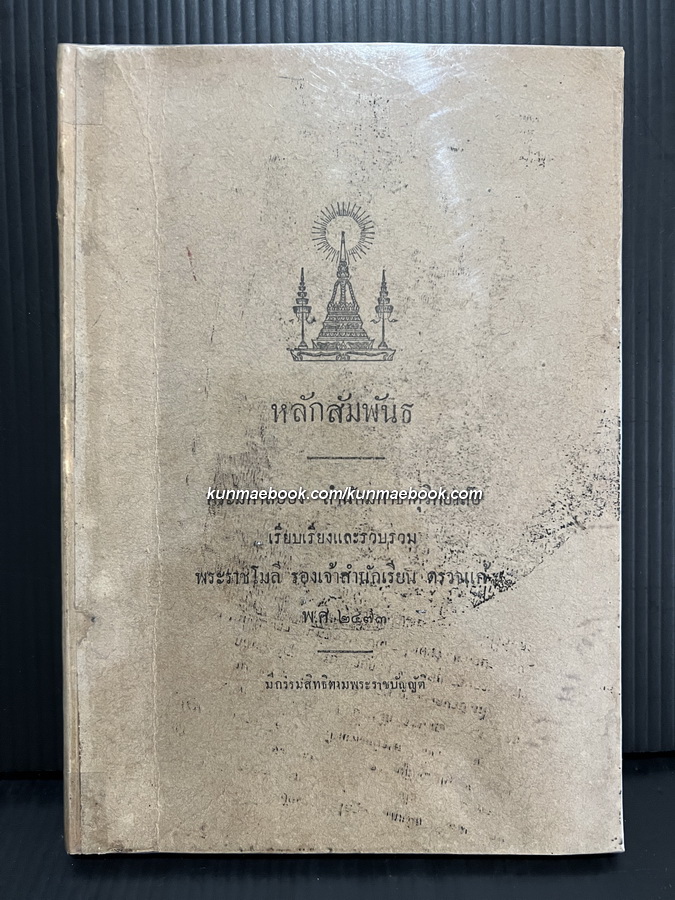 หลักสัมพันธ
kunmaebook.com / kunmaebook.com
เรียบเรียงและรวบรวม
พระราชโมลี รองเจ้าสำนักเรียน ตรวจแก้
พ.ศ. ๒๔๗๓
มีกรรมสิทธิตามพระราชบัญญัติ